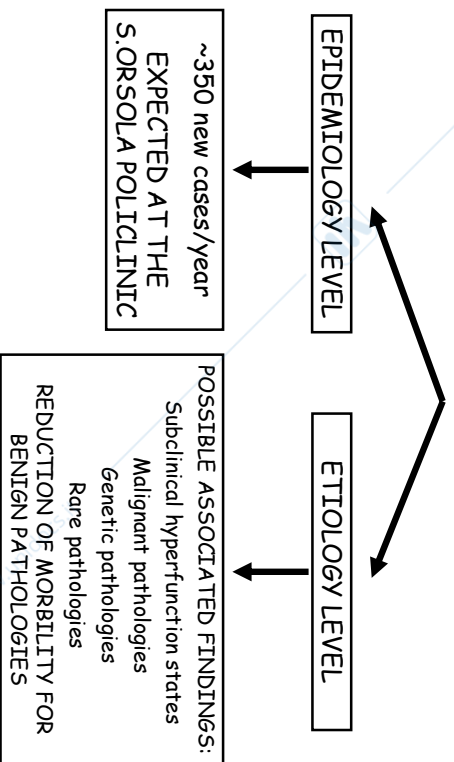 EPIDEMIOLOGY LEVEL
~350 new cases/year
EXPECTED AT THE
S.ORSOLA POLICLINIC
ETIOLOGY LEVEL
POSSIBLE ASSOCIATED FINDINGS:
Subclinical hyperfunction states
Malignant pathologies
Genetic pathologies
Rare pathologies
REDUCTION OF MORBILITY FOR
BENIGN PATHOLOGIES